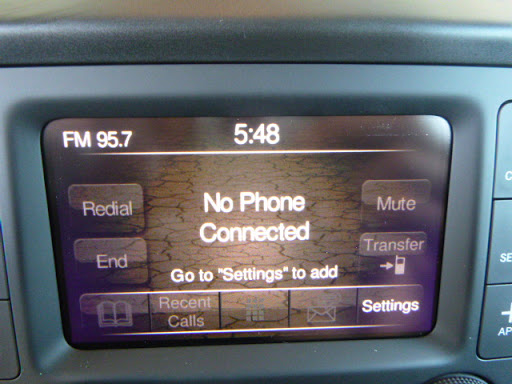 FM 95.7
5:48
Redial
No Phone
Connected
Mute
End
Transfer
Go to "Settings" to add
Recent
Calls
Settings